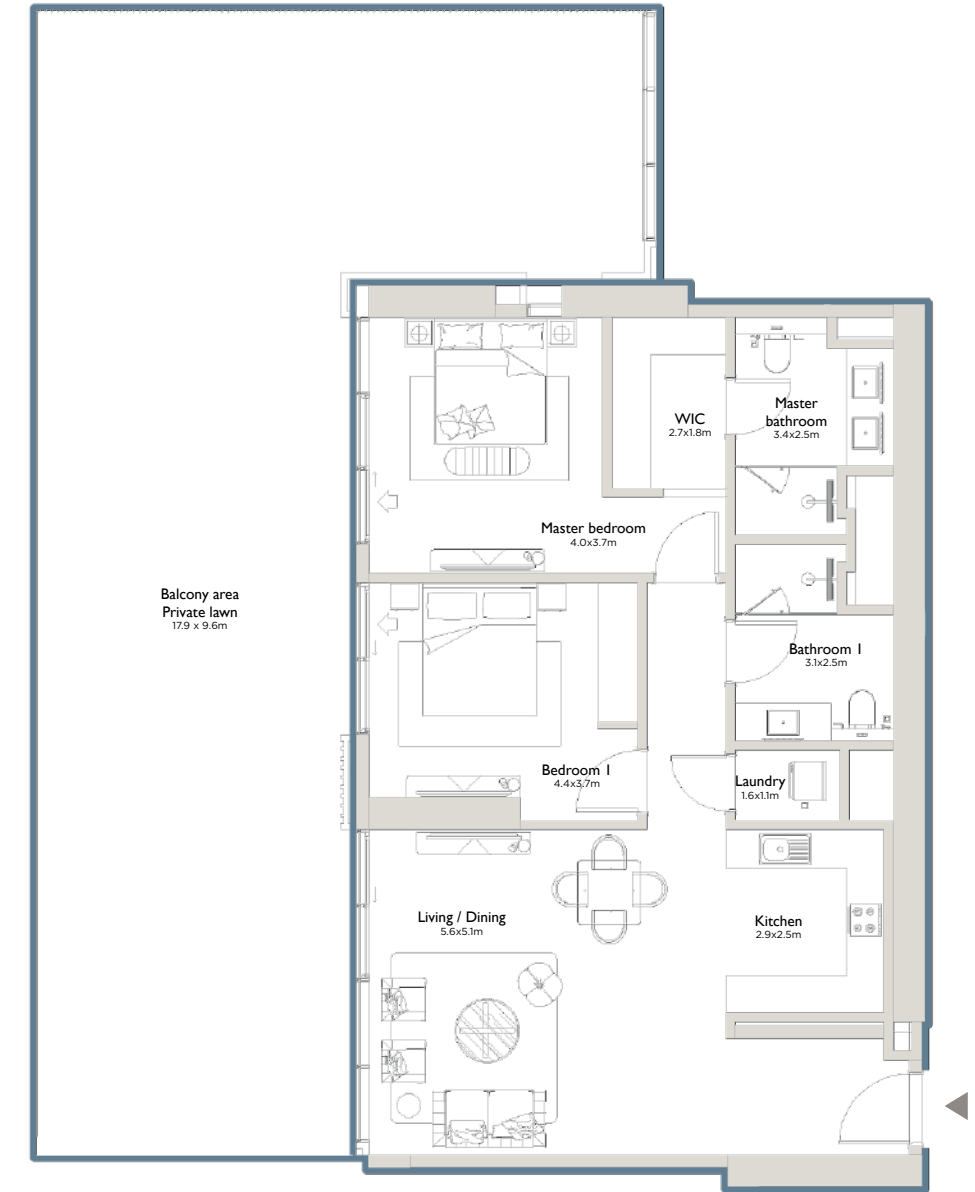 WIC
2.7x1.8m
Master
bathroom
3.4x2.5m
Master bedroom
4.0x3.7m
Balcony area
Private lawn
17.9 x 9.6m
Bathroom 1
3.1x2.5m
Bedroom 1
4.4x3.7m
Laundry
1.6x1.1m
Living / Dining
5.6x5.1m
Kitchen
2.9x2.5m